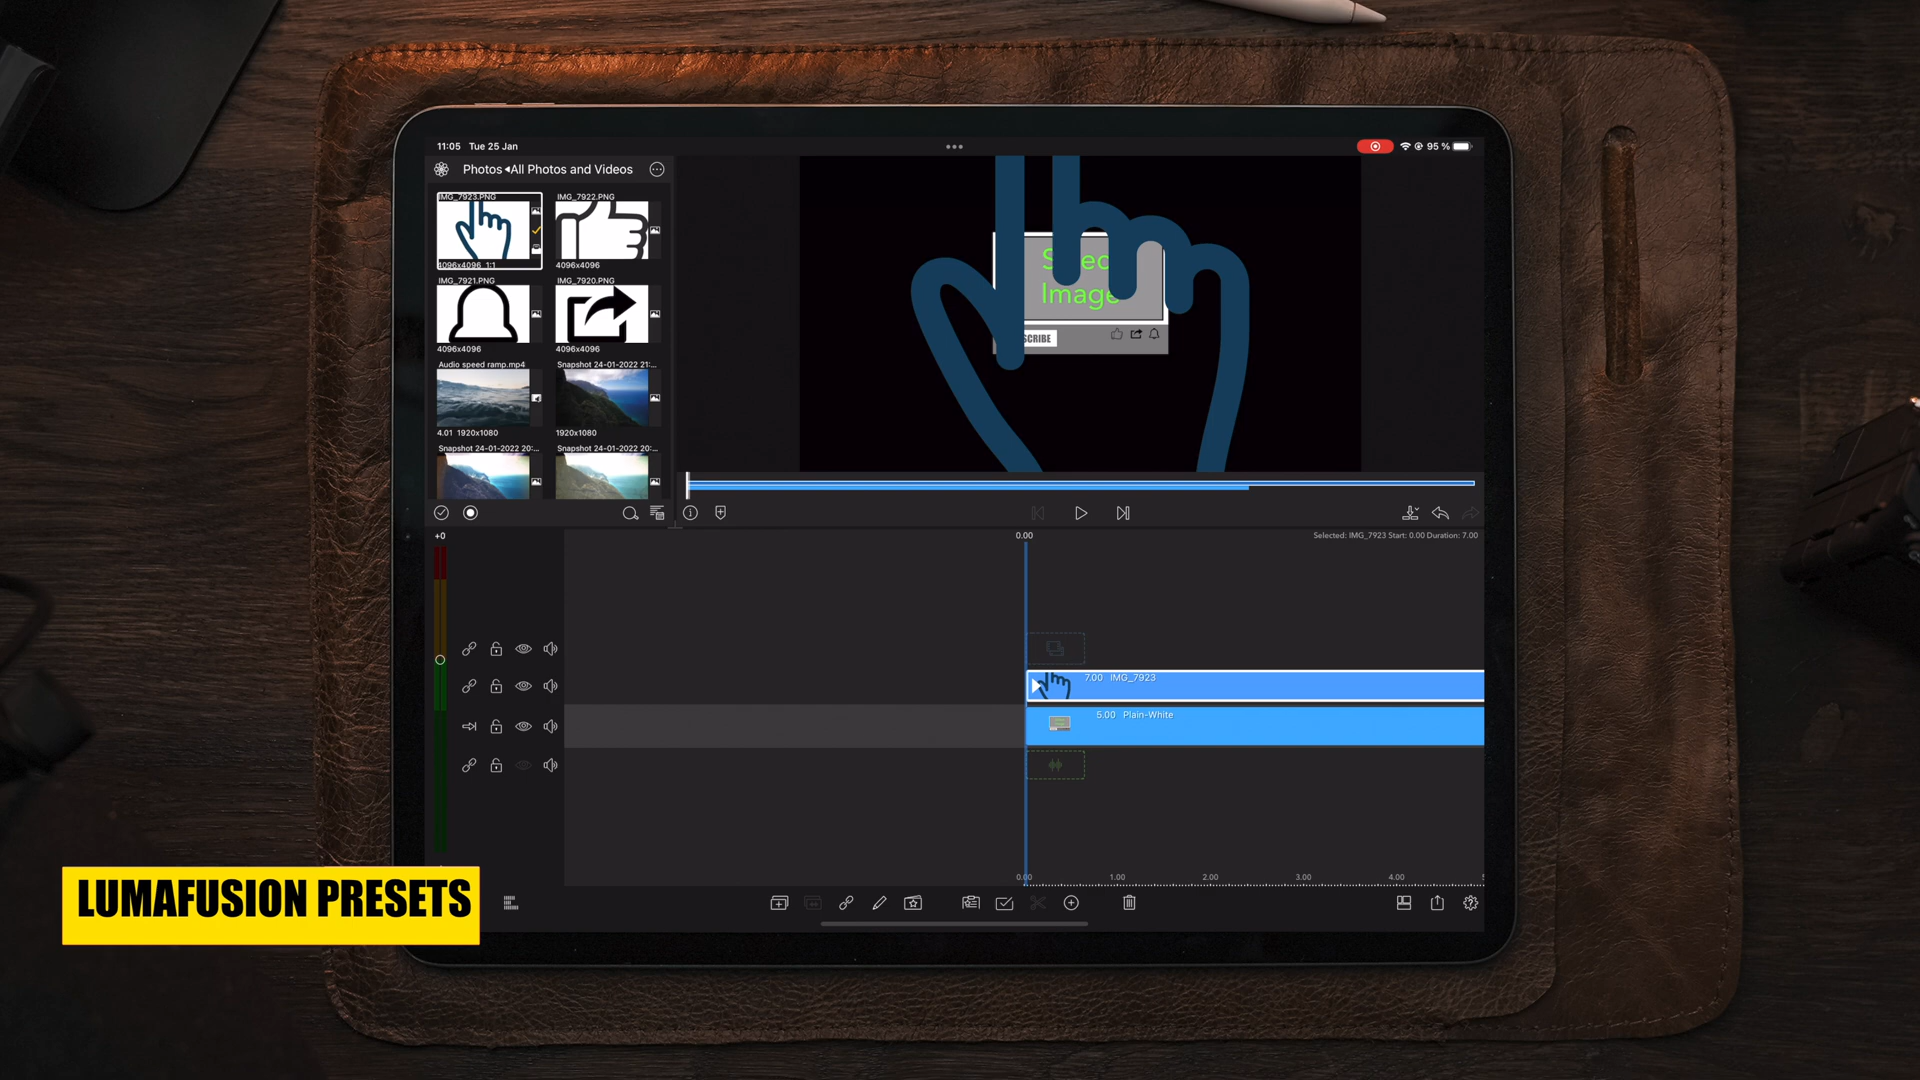 11:05 Tue 25 Jan
95 %
Photos ◂All Photos and Videos
IMG_7923.PNG
IMG_7922.PNG
4096x4096 1:1
4096x4096
IMG_7921.PNG
IMG_7920.PNG
4096x4096
4096x4096
Audio speed ramp.mp4
Snapshot 24-01-2022 21:...
4.01 1920x1080
1920x1080
Snapshot 24-01-2022 20:...
Snapshot 24-01-2022 20:...
Image
SCRIBE
+0
0.00
Selected: IMG_7923 Start: 0.00 Duration: 7.00
7.00 IMG_7923
5.00 Plain-White
0.00 1.00 2.00 3.00 4.00 5
LUMAFUSION PRESETS